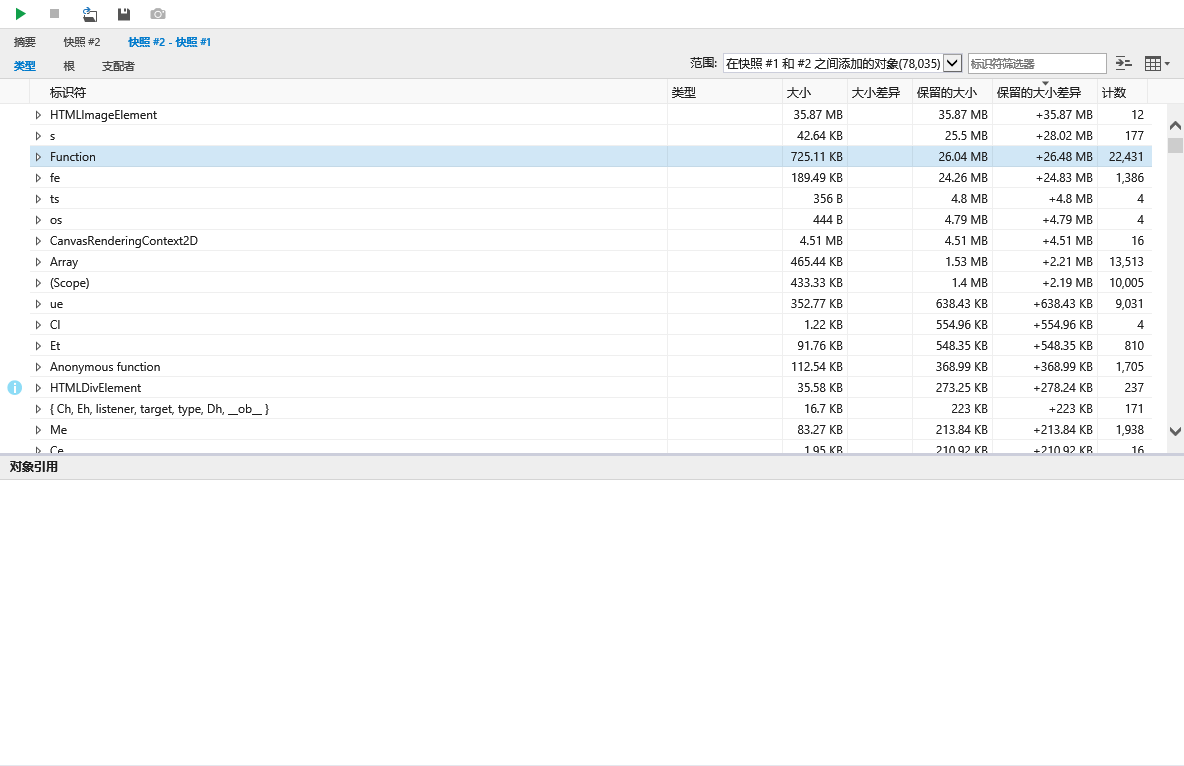 摘要 快照 #2 快照 #2 - 快照 #1
类型 根 支配者 范围: 在快照 #1 和 #2 之间添加的对象(78,035) 标识符筛选器
标识符 类型 大小 大小差异 保留的大小 保留的大小差异 计数
HTMLImageElement 35.87 MB 35.87 MB +35.87 MB 12
s 42.64 KB 25.5 MB +28.02 MB 177
Function 725.11 KB 26.04 MB +26.48 MB 22,431
fe 189.49 KB 24.26 MB +24.83 MB 1,386
ts 356 B 4.8 MB +4.8 MB 4
os 444 B 4.79 MB +4.79 MB 4
CanvasRenderingContext2D 4.51 MB 4.51 MB +4.51 MB 16
Array 465.44 KB 1.53 MB +2.21 MB 13,513
(Scope) 433.33 KB 1.4 MB +2.19 MB 10,005
ue 352.77 KB 638.43 KB +638.43 KB 9,031
Cl 1.22 KB 554.96 KB +554.96 KB 4
Et 91.76 KB 548.35 KB +548.35 KB 810
Anonymous function 112.54 KB 368.99 KB +368.99 KB 1,705
HTMLDivElement 35.58 KB 273.25 KB +278.24 KB 237
{ Ch, Eh, listener, target, type, Dh, __ob__ } 16.7 KB 223 KB +223 KB 171
Me 83.27 KB 213.84 KB +213.84 KB 1,938
Ce 1.95 KB 210.92 KB +210.92 KB 16
对象引用